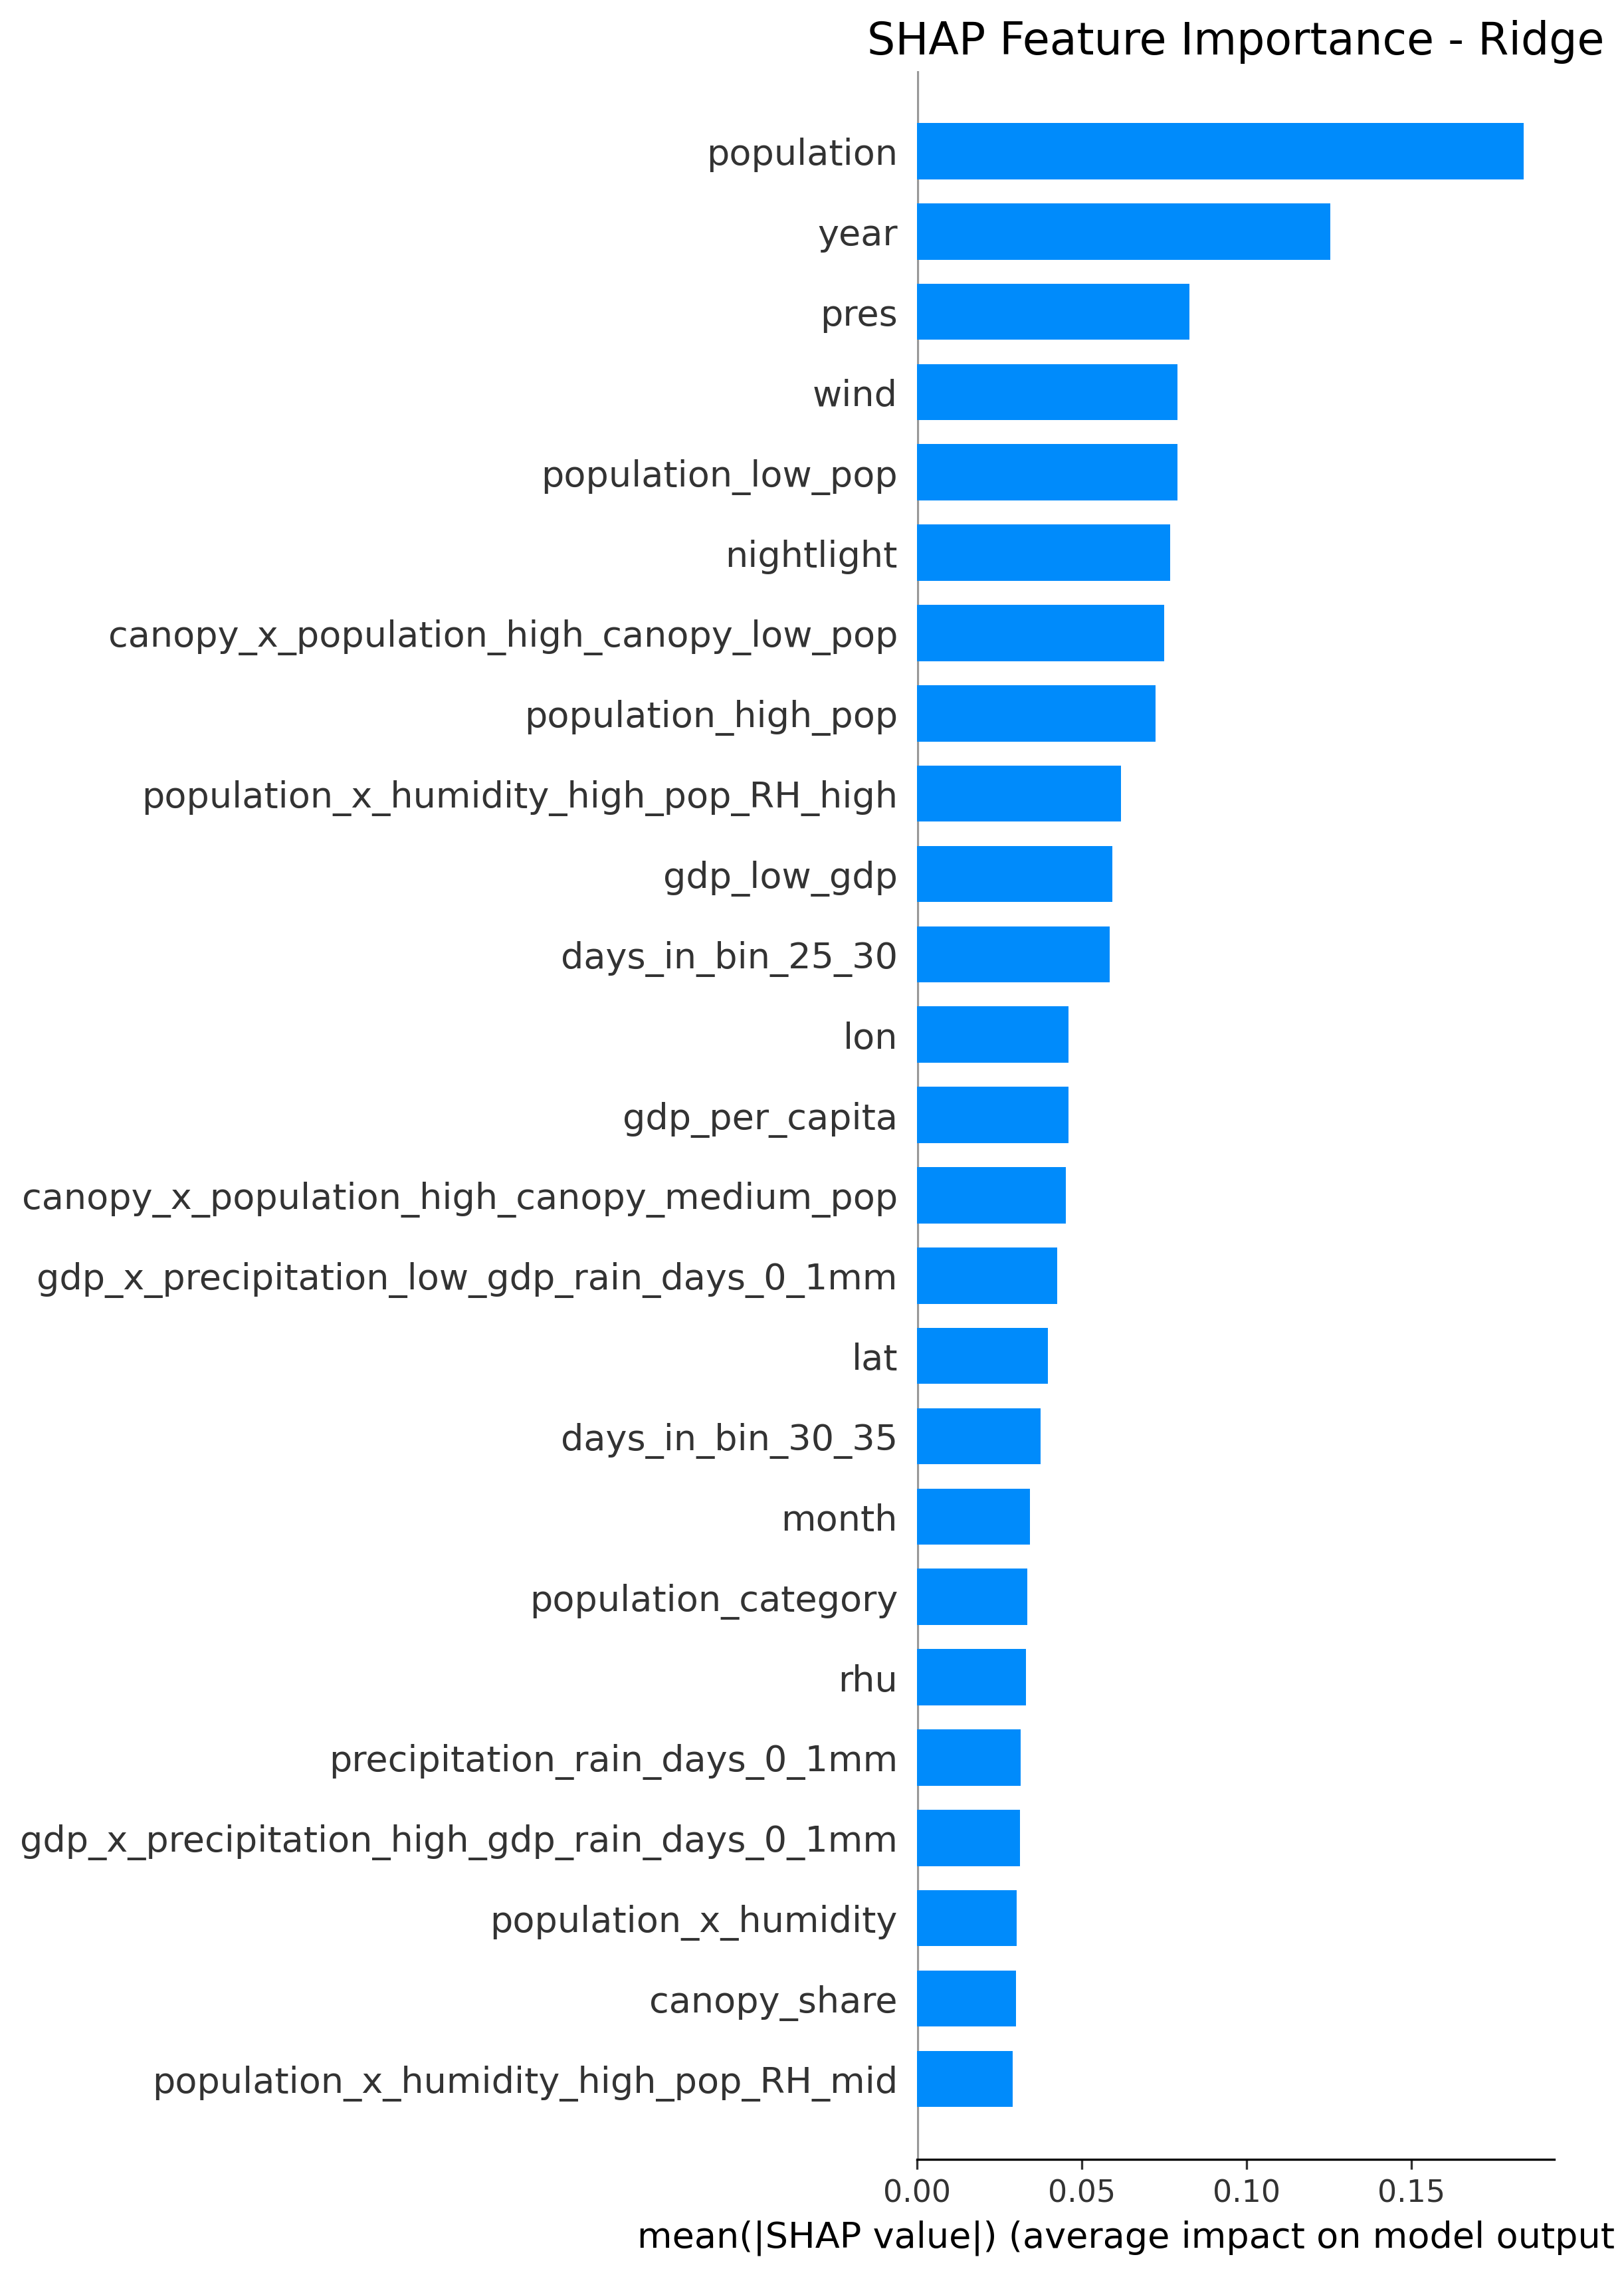 SHAP Feature Importance - Ridge
population
year
pres
wind
population_low_pop
nightlight
canopy_x_population_high_canopy_low_pop
population_high_pop
population_x_humidity_high_pop_RH_high
gdp_low_gdp
days_in_bin_25_30
lon
gdp_per_capita
canopy_x_population_high_canopy_medium_pop
gdp_x_precipitation_low_gdp_rain_days_0_1mm
lat
days_in_bin_30_35
month
population_category
rhu
precipitation_rain_days_0_1mm
gdp_x_precipitation_high_gdp_rain_days_0_1mm
population_x_humidity
canopy_share
population_x_humidity_high_pop_RH_mid
0.00 0.05 0.10 0.15
mean(|SHAP value|) (average impact on model output